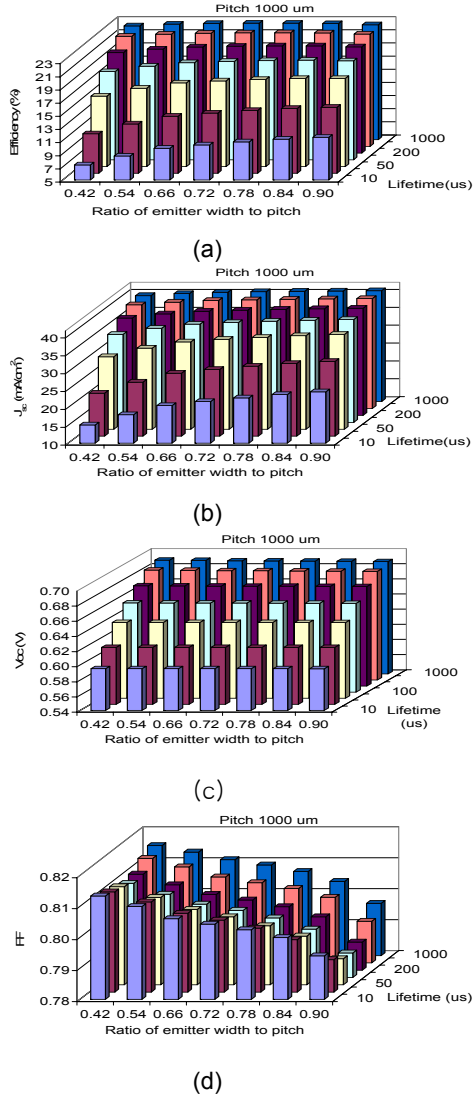 Pitch 1000 um
23
21
19
17
15
13
11
9
7
5
Efficiency(%)
1000
200
50
10
Lifetime(us)
0.42 0.54 0.66 0.72 0.78 0.84 0.90
Ratio of emitter width to pitch
(a)
Pitch 1000 um
40
35
30
25
20
15
10
Jsc (mA/cm²)
1000
200
50
10
Lifetime(us)
0.42 0.54 0.66 0.72 0.78 0.84 0.90
Ratio of emitter width to pitch
(b)
Pitch 1000 um
0.70
0.68
0.66
0.64
0.62
0.60
0.58
0.56
0.54
Voc (V)
1000
100
10
Lifetime
(us)
0.42 0.54 0.66 0.72 0.78 0.84 0.90
Ratio of emitter width to pitch
(c)
Pitch 1000 um
0.82
0.81
0.80
0.79
0.78
FF
1000
200
50
10
Lifetime (us)
0.42 0.54 0.66 0.72 0.78 0.84 0.90
Ratio of emitter width to pitch
(d)